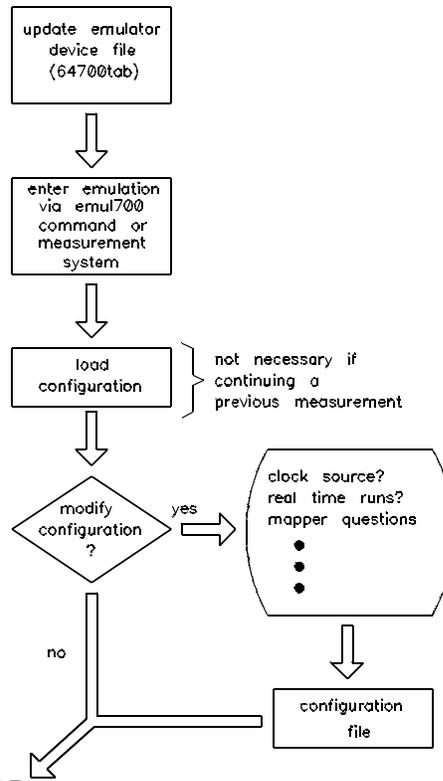 update emulator
device file
(64700tab)
enter emulation
via emul700
command or
measurement
system
load
configuration
not necessary if
continuing a
previous measurement
modify
configuration
?
yes
clock source?
real time runs?
mapper questions
no
configuration
file